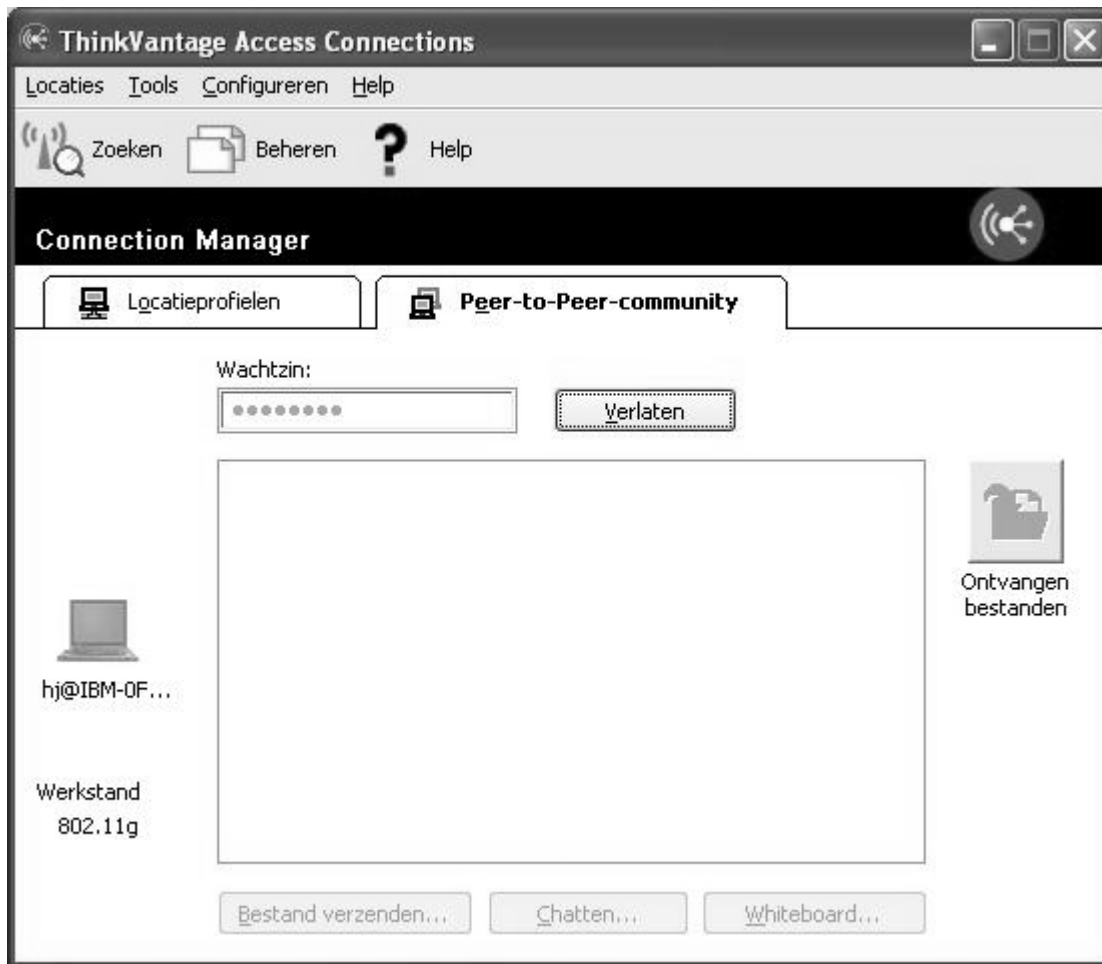 ThinkVantage Access Connections
Locaties Tools Configureren Help
Zoeken Beheren Help
Connection Manager
Locatieprofielen Peer-to-Peer-community
Wachtzin:
Verlaten
Ontvangen
bestanden
hj@IBM-0F...
Werkstand
802.11g
Bestand verzenden... Chatten... Whiteboard...